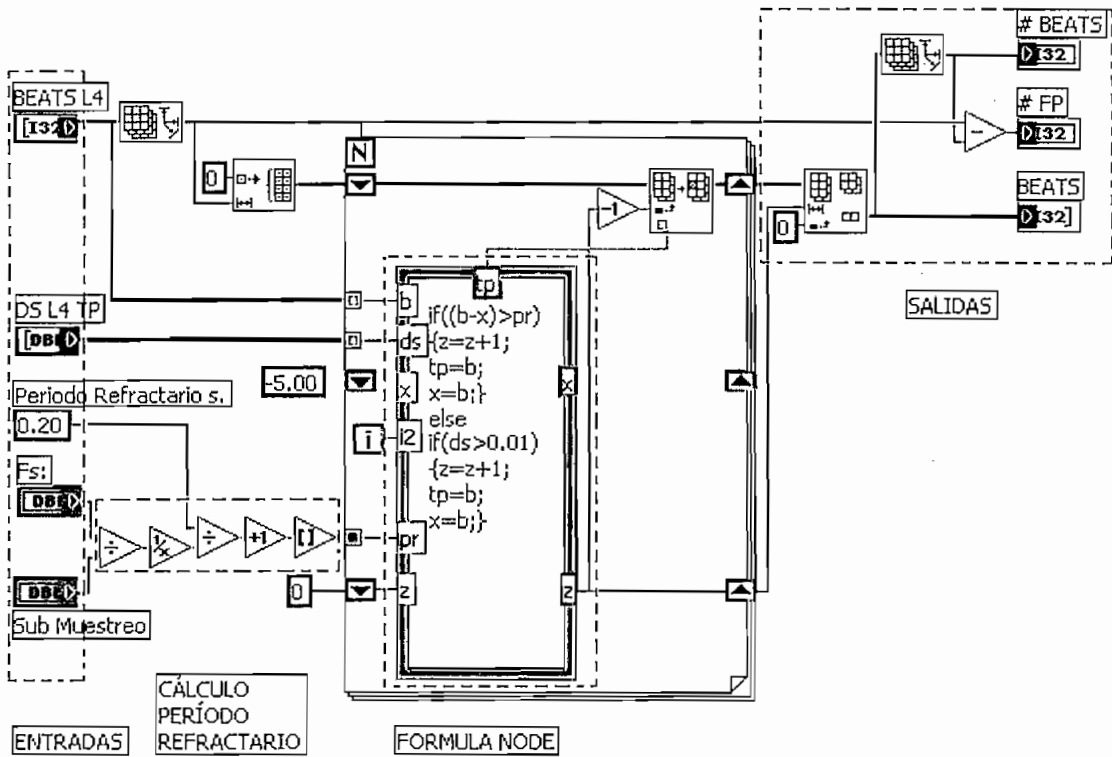 # BEATS
I32
# FP
I32
BEATS
I32]
SALIDAS
BEATS L4
[I32
0
N
-1
0
DS L4 TP
[DBL
Periodo Refractario s.
0.20
Fs:
DBL
÷
1/x
÷
+1
[ ]
DBL
Sub Muestreo
-5.00
i
0
tp
b
ds
x
i2
pr
z
if((b-x)>pr)
{z=z+1;
tp=b;
x=b;}
else
if(ds>0.01)
{z=z+1;
tp=b;
x=b;}
x
z
-
CÁLCULO
PERÍODO
REFRACTARIO
ENTRADAS
FORMULA NODE